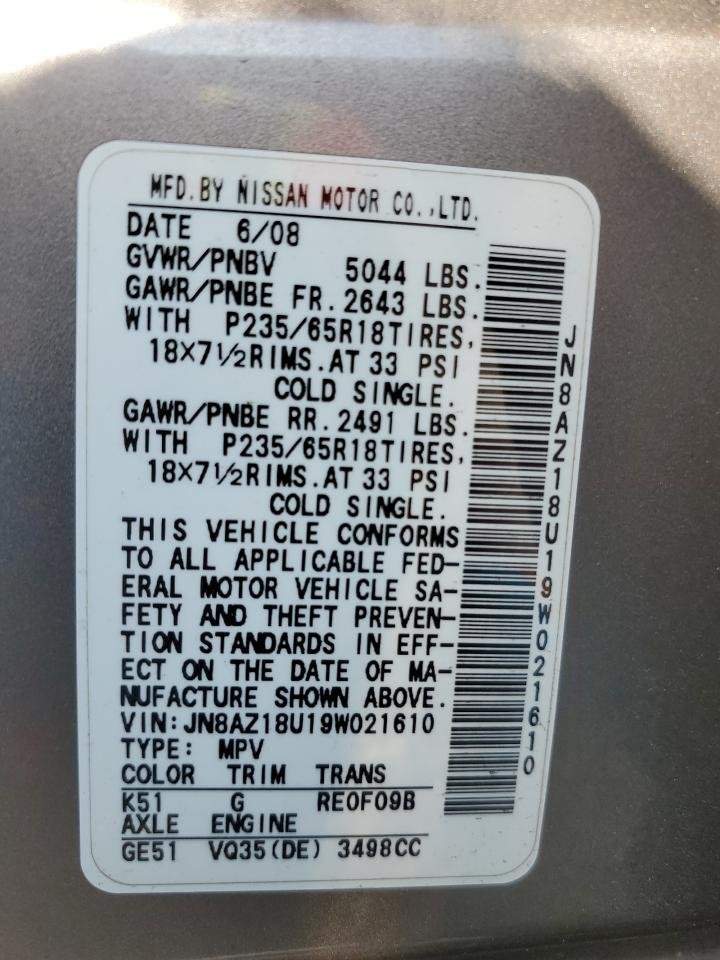 MFD.BY NISSAN MOTOR CO.,LTD.
DATE 6/08
GVWR/PNBV 5044 LBS.
GAWR/PNBE FR.2643 LBS.
WITH P235/65R18TIRES,
18X7½RIMS.AT 33 PSI
COLD SINGLE.
GAWR/PNBE RR.2491 LBS.
WITH P235/65R18TIRES,
18X7½RIMS.AT 33 PSI
COLD SINGLE.
THIS VEHICLE CONFORMS
TO ALL APPLICABLE FED-
ERAL MOTOR VEHICLE SA-
FETY AND THEFT PREVEN-
TION STANDARDS IN EFF-
ECT ON THE DATE OF MA-
NUFACTURE SHOWN ABOVE.
VIN:JN8AZ18U19W021610
TYPE: MPV
COLOR TRIM TRANS
K51 G RE0F09B
AXLE ENGINE
GE51 VQ35(DE) 3498CC
JN8AZ18U19W021610